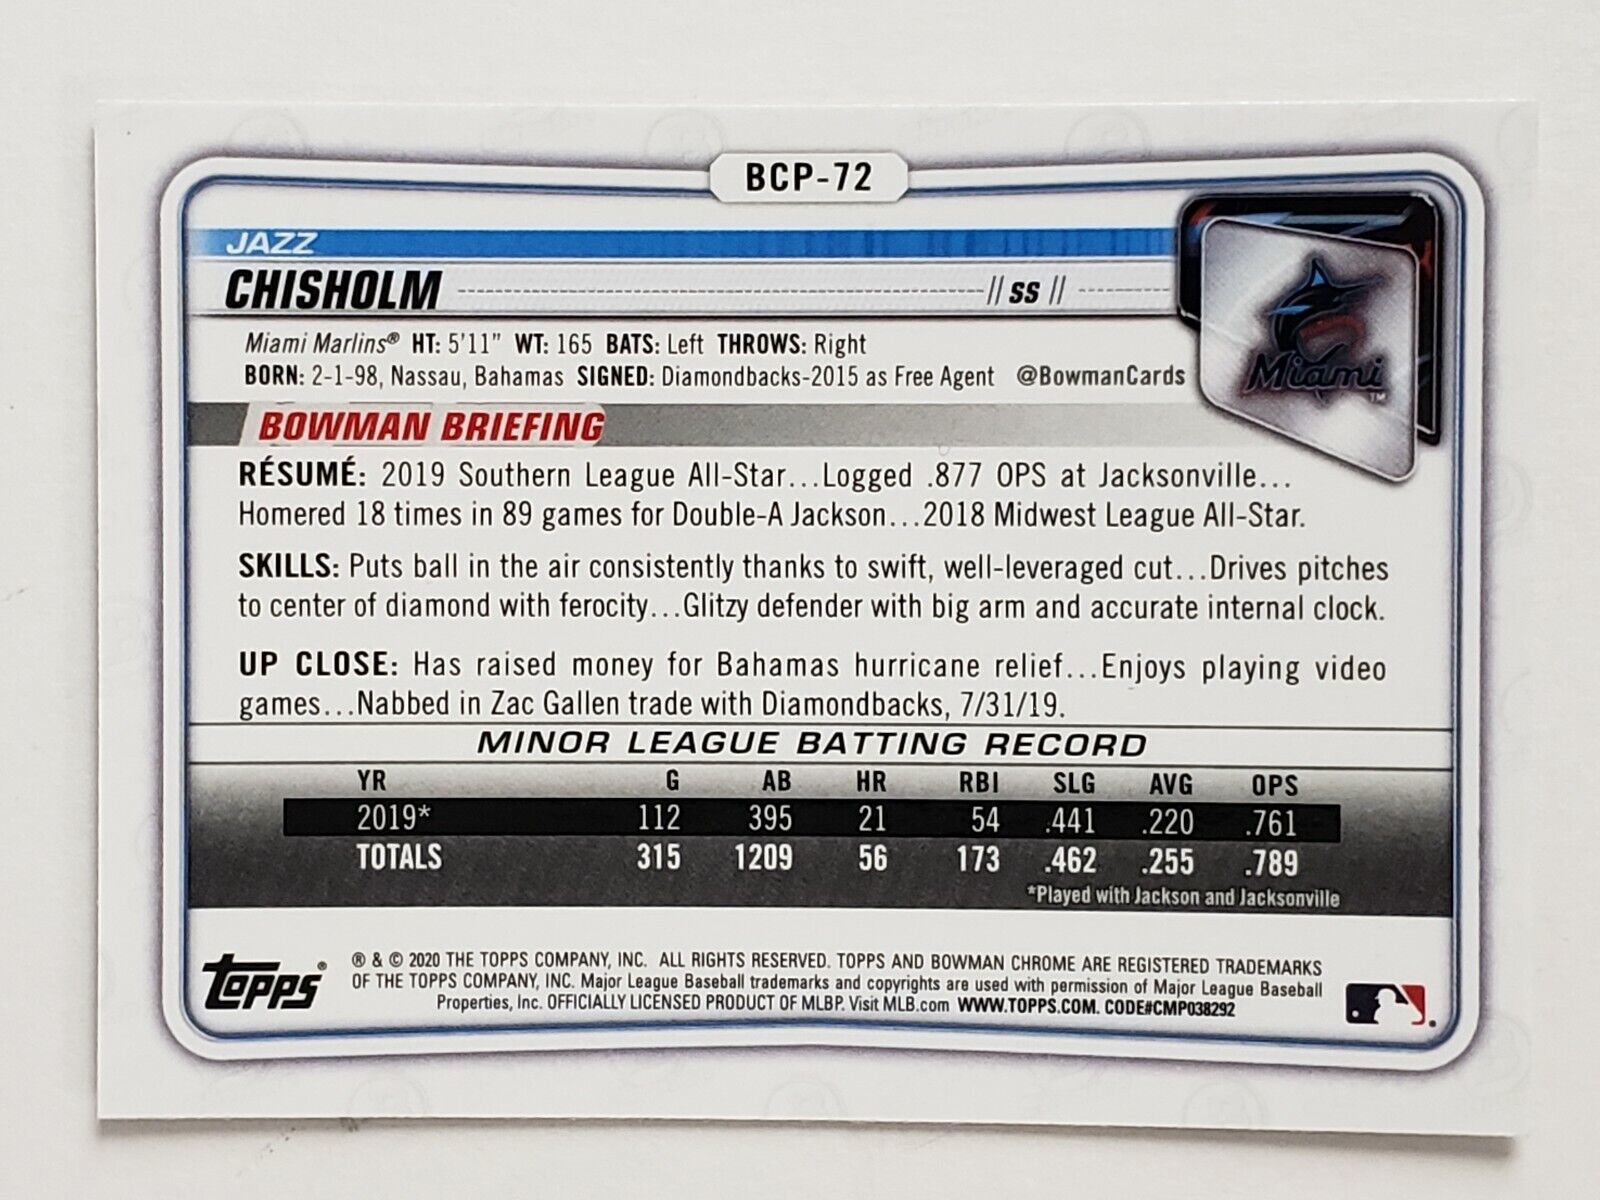 BCP-72
JAZZ
CHISHOLM // SS //
Miami Marlins® HT: 5'11" WT: 165 BATS: Left THROWS: Right
BORN: 2-1-98, Nassau, Bahamas SIGNED: Diamondbacks-2015 as Free Agent @BowmanCards
Miami™
BOWMAN BRIEFING
RÉSUMÉ: 2019 Southern League All-Star...Logged .877 OPS at Jacksonville...
Homered 18 times in 89 games for Double-A Jackson...2018 Midwest League All-Star.
SKILLS: Puts ball in the air consistently thanks to swift, well-leveraged cut...Drives pitches
to center of diamond with ferocity...Glitzy defender with big arm and accurate internal clock.
UP CLOSE: Has raised money for Bahamas hurricane relief...Enjoys playing video
games...Nabbed in Zac Gallen trade with Diamondbacks, 7/31/19.
MINOR LEAGUE BATTING RECORD
YR G AB HR RBI SLG AVG OPS
2019* 112 395 21 54 .441 .220 .761
TOTALS 315 1209 56 173 .462 .255 .789
*Played with Jackson and Jacksonville
Topps®
® & © 2020 THE TOPPS COMPANY, INC. ALL RIGHTS RESERVED. TOPPS AND BOWMAN CHROME ARE REGISTERED TRADEMARKS
OF THE TOPPS COMPANY, INC. Major League Baseball trademarks and copyrights are used with permission of Major League Baseball
Properties, Inc. OFFICIALLY LICENSED PRODUCT OF MLBP. Visit MLB.com WWW.TOPPS.COM. CODE#CMP038292